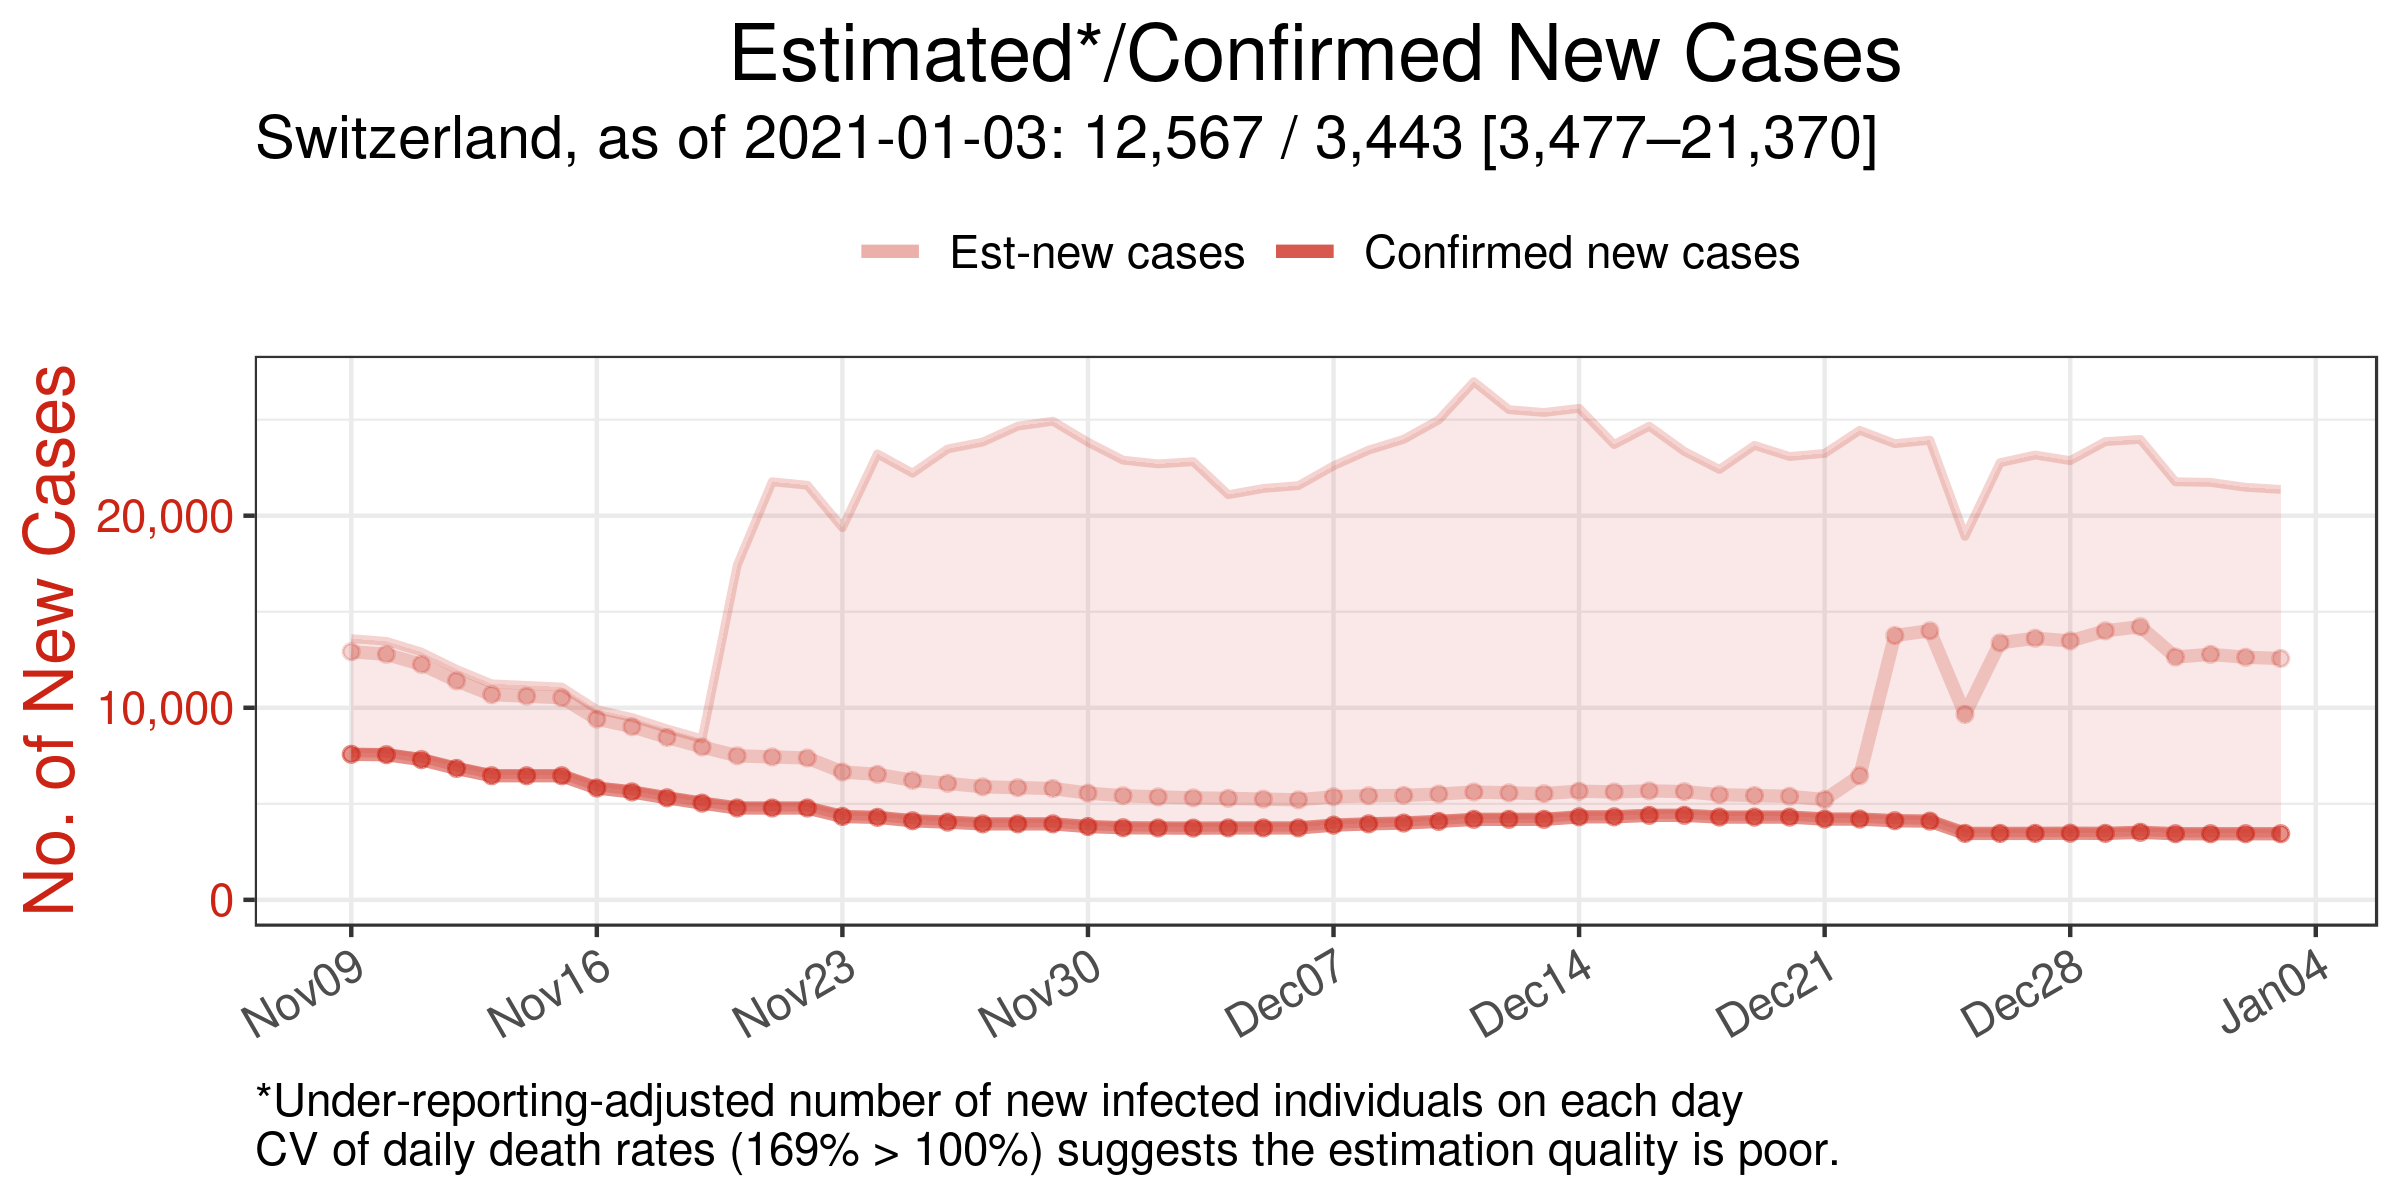 Estimated*/Confirmed New Cases
Switzerland, as of 2021-01-03: 12,567 / 3,443 [3,477–21,370]
Est-new cases
Confirmed new cases
No. of New Cases
20,000
10,000
0
Nov09
Nov16
Nov23
Nov30
Dec07
Dec14
Dec21
Dec28
Jan04
*Under-reporting-adjusted number of new infected individuals on each day
CV of daily death rates (169% > 100%) suggests the estimation quality is poor.